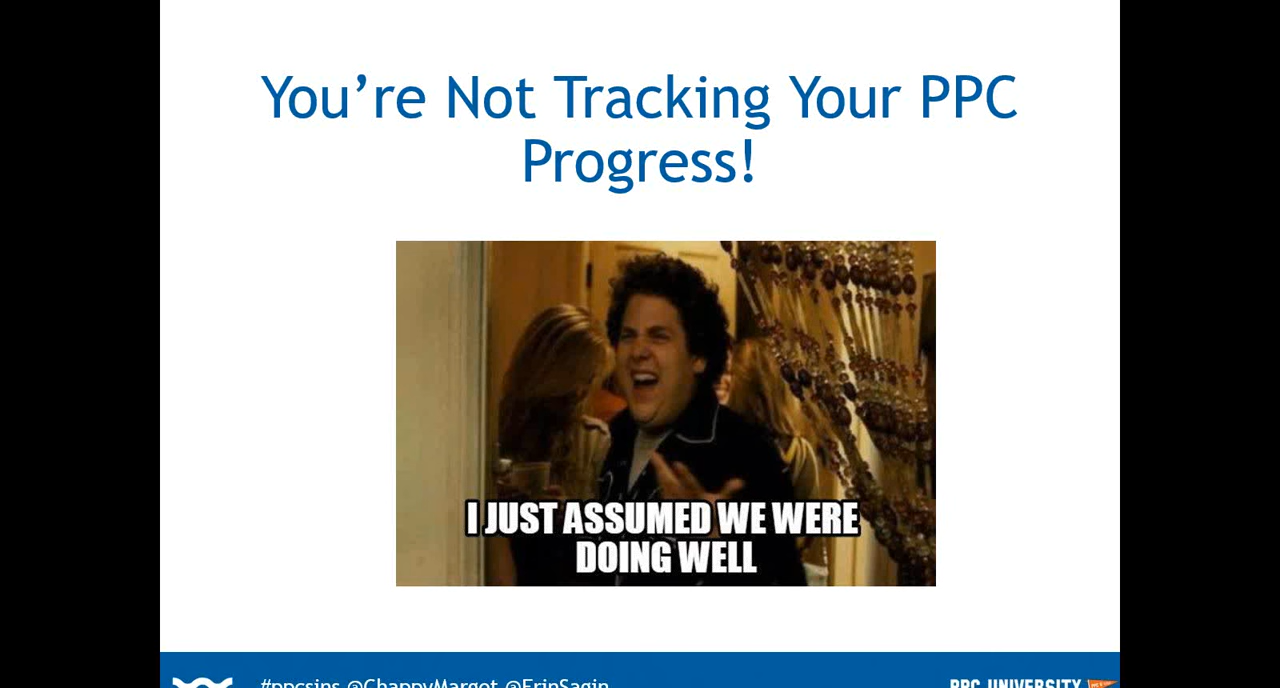 You’re Not Tracking Your PPC
Progress!
I JUST ASSUMED WE WERE
DOING WELL
#ppcsins @ChappyMargot @ErinSagin
PPC UNIVERSITY